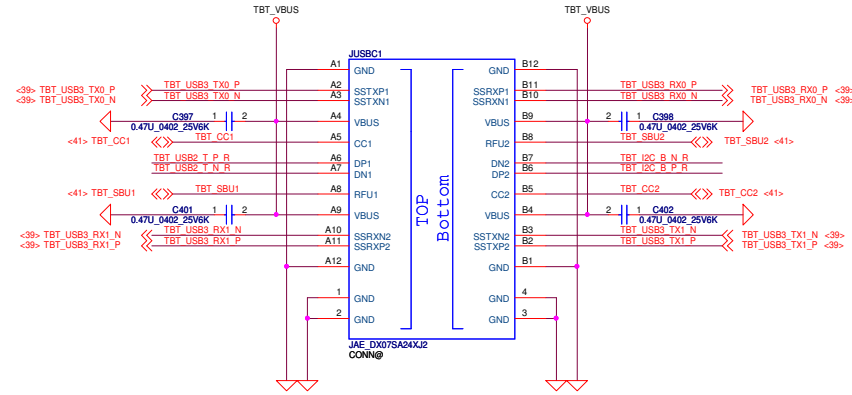 TBT_VBUS TBT_VBUS
JUSBC1
A1 GND GND B12
<39> TBT_USB3_TX0_P TBT_USB3_TX0_P A2 SSTXP1 SSRXP1 B11 TBT_USB3_RX0_P TBT_USB3_RX0_P <39>
<39> TBT_USB3_TX0_N TBT_USB3_TX0_N A3 SSTXN1 SSRXN1 B10 TBT_USB3_RX0_N TBT_USB3_RX0_N <39>
C397 1 2 A4 VBUS VBUS B9 2 1 C398
0.47U_0402_25V6K 0.47U_0402_25V6K
<41> TBT_CC1 TBT_CC1 A5 CC1 RFU2 B8 TBT_SBU2 TBT_SBU2 <41>
TBT_USB2_T_P_R A6 DP1 DN2 B7 TBT_I2C_B_N_R
TBT_USB2_T_N_R A7 DN1 DP2 B6 TBT_I2C_B_P_R
<41> TBT_SBU1 TBT_SBU1 A8 RFU1 CC2 B5 TBT_CC2 TBT_CC2 <41>
C401 1 2 A9 VBUS VBUS B4 2 1 C402
0.47U_0402_25V6K 0.47U_0402_25V6K
<39> TBT_USB3_RX1_N TBT_USB3_RX1_N A10 SSRXN2 SSTXN2 B3 TBT_USB3_TX1_N TBT_USB3_TX1_N <39>
<39> TBT_USB3_RX1_P TBT_USB3_RX1_P A11 SSRXP2 SSTXP2 B2 TBT_USB3_TX1_P TBT_USB3_TX1_P <39>
A12 GND GND B1
1 GND GND 4
2 GND GND 3
TOP
Bottom
JAE_DX07SA24XJ2
CONN@